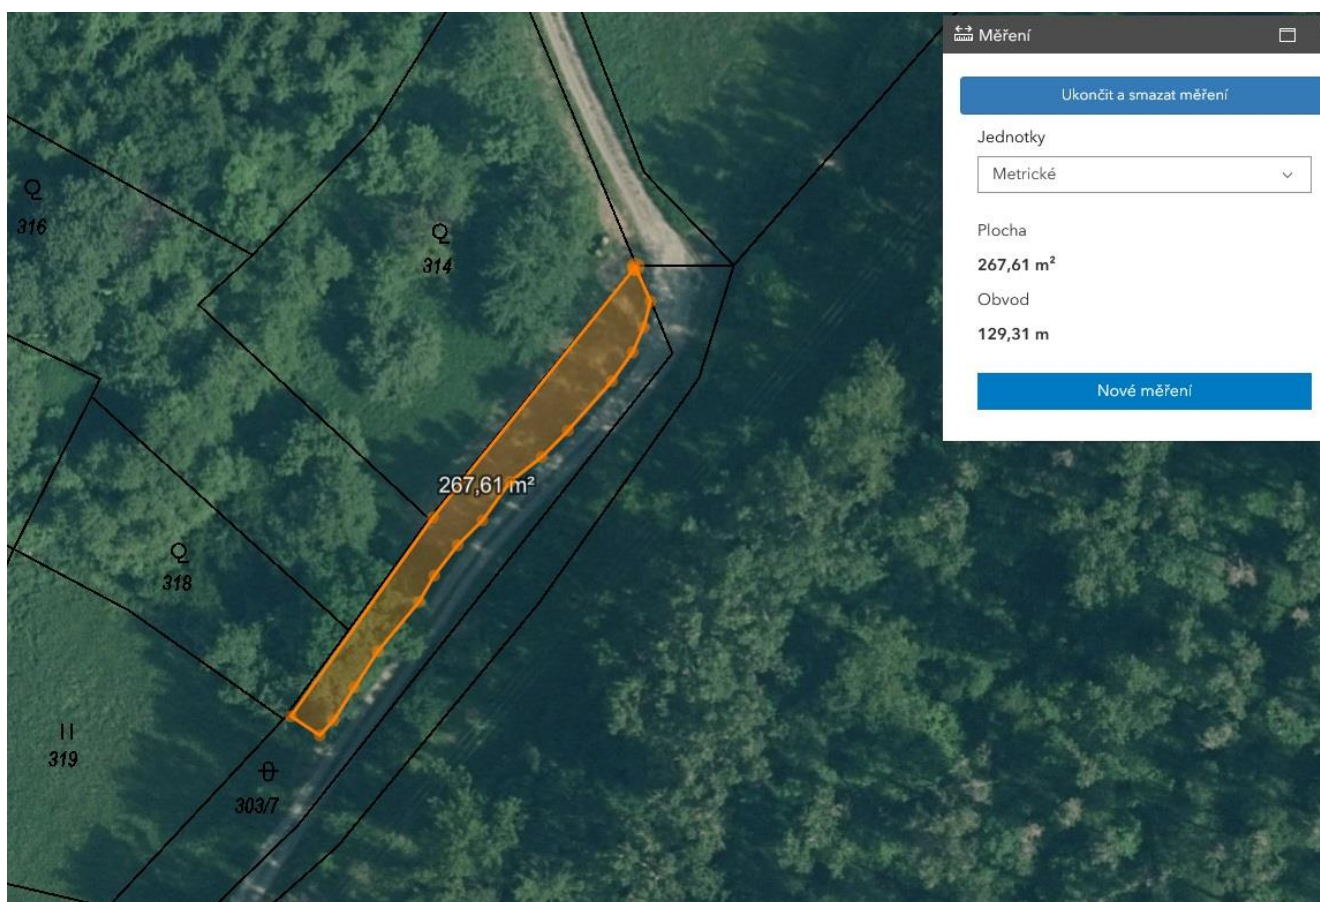 Měření
Ukončit a smazat měření
Jednotky
Metrické
Plocha
267,61 m²
Obvod
129,31 m
Nové měření
316
314
267,61 m²
318
319
303/7